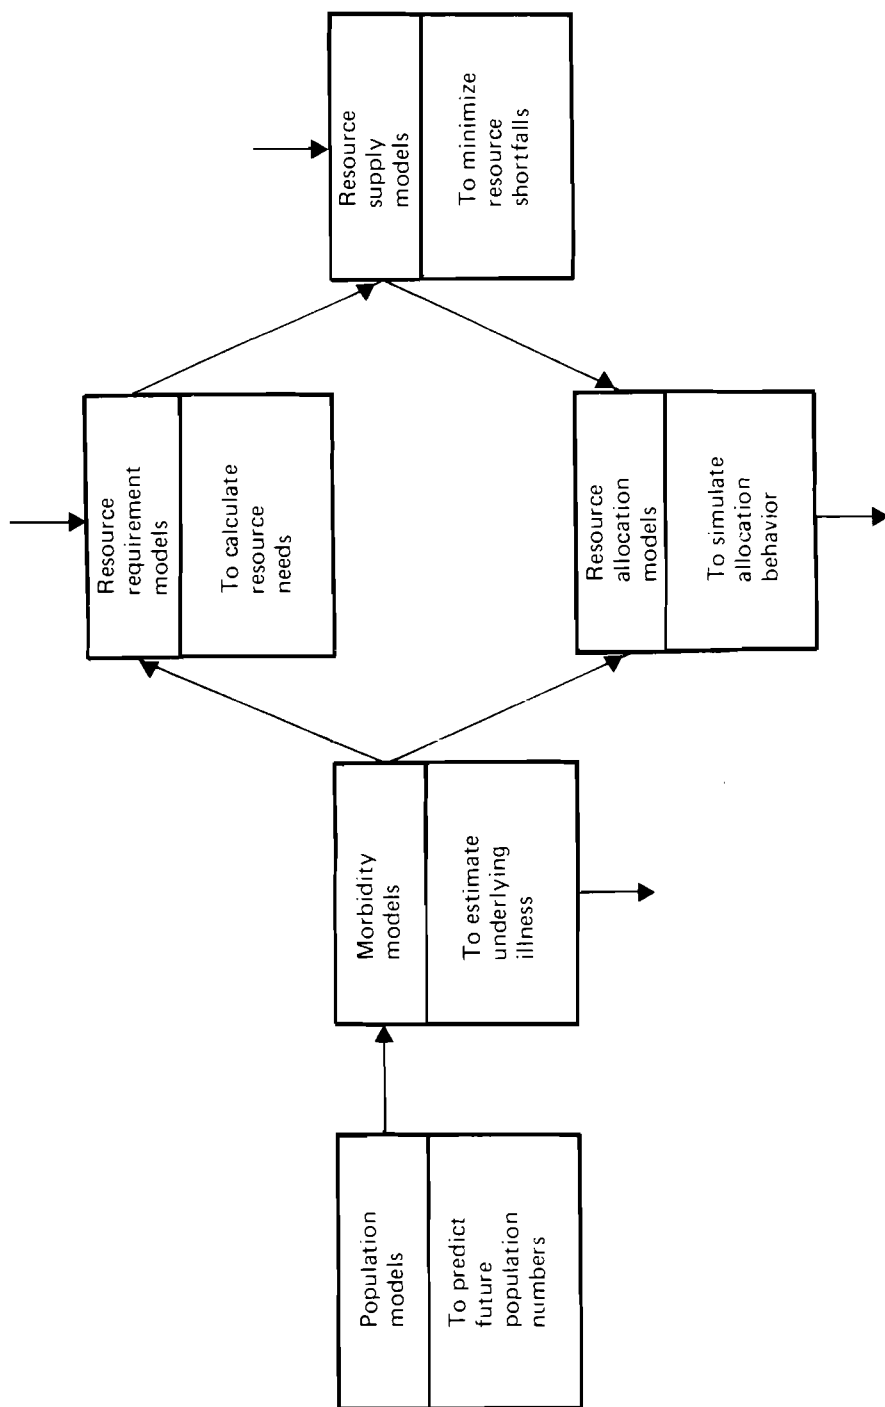 Population
models
To predict
future
population
numbers
Morbidity
models
To estimate
underlying
illness
Resource
requirement
models
To calculate
resource
needs
Resource
allocation
models
To simulate
allocation
behavior
Resource
supply
models
To minimize
resource
shortfalls